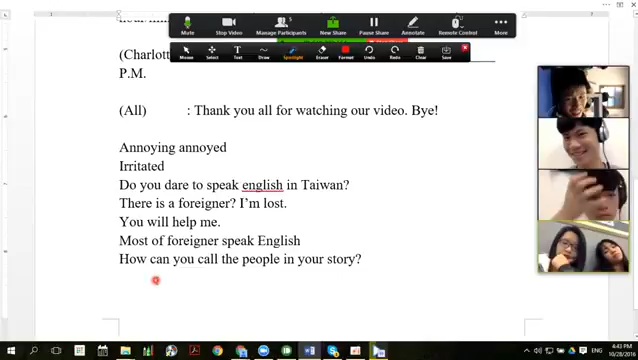 Mute
Stop Video
5
Manage Participants
New Share
Pause Share
Annotate
Remote Control
More
Mouse
Select
Text
Draw
Spotlight
Eraser
Format
Undo
Redo
Clear
Save
(Charlott
P.M.
(All) : Thank you all for watching our video. Bye!
Annoying annoyed
Irritated
Do you dare to speak english in Taiwan?
There is a foreigner? I'm lost.
You will help me.
Most of foreigner speak English
How can you call the people in your story?
4:43 PM
10/28/2016